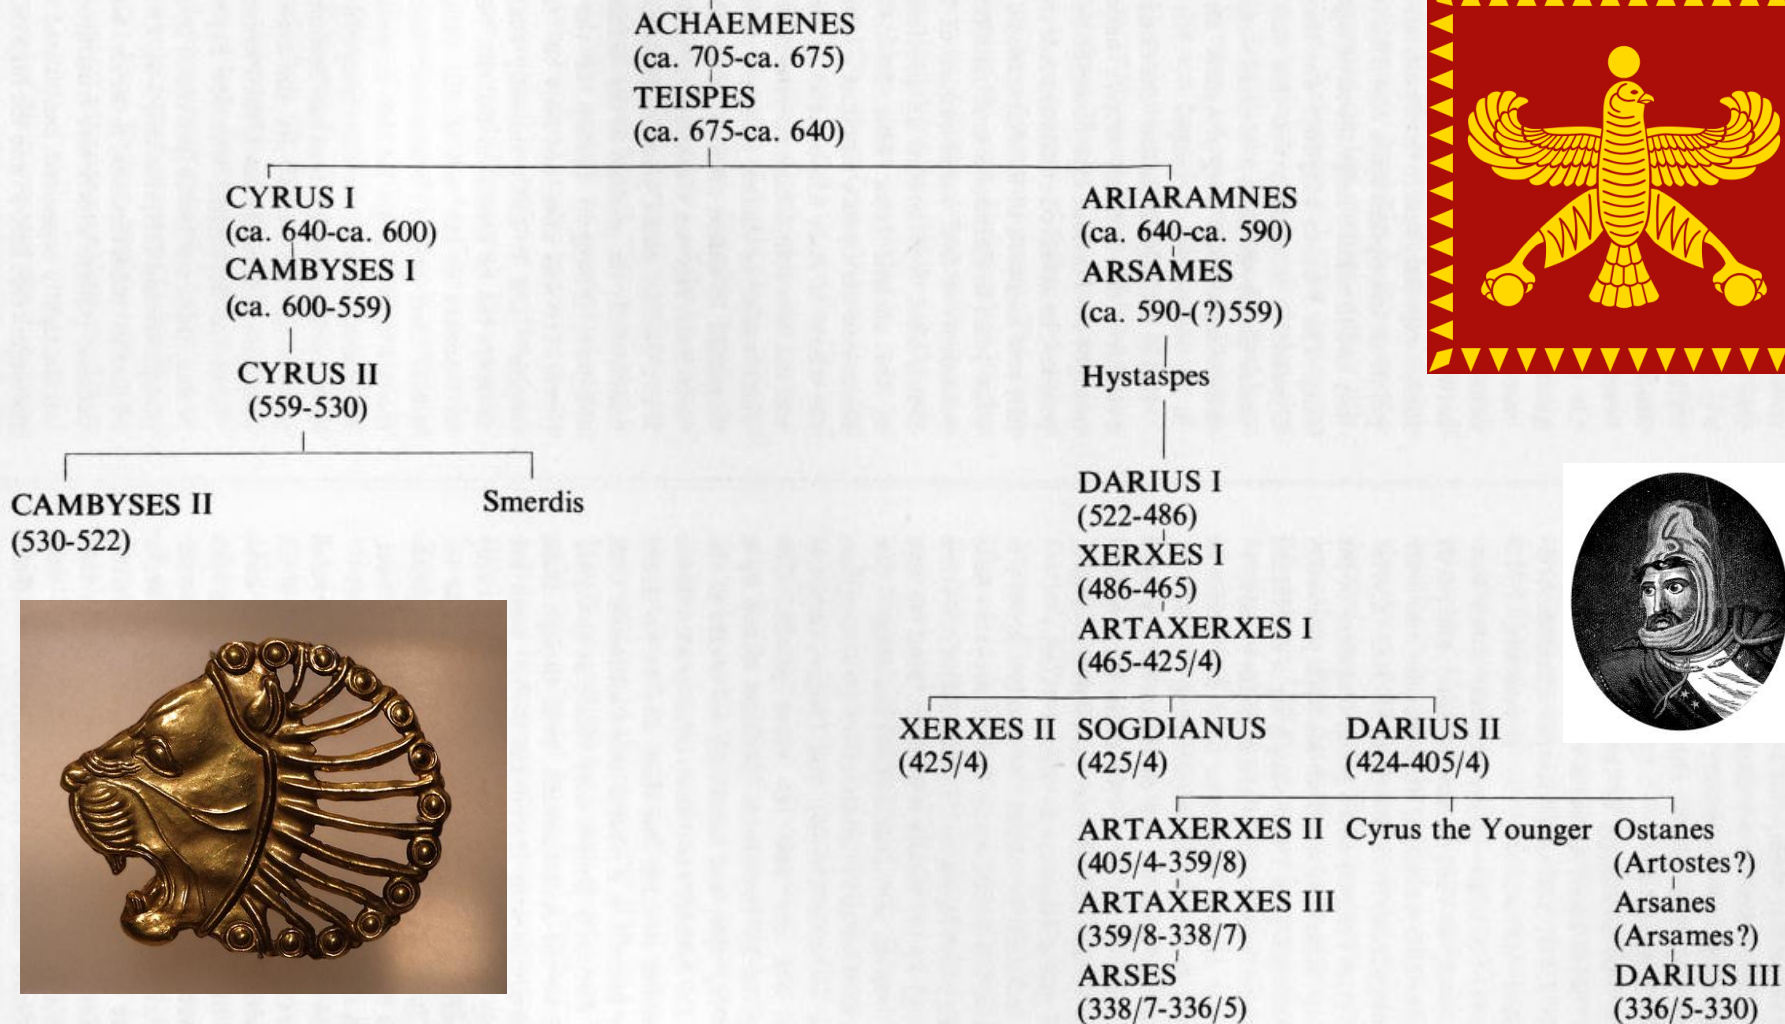 ACHAEMENES
(ca. 705-ca. 675)
TEISPES
(ca. 675-ca. 640)
CYRUS I
(ca. 640-ca. 600)
CAMBYSES I
(ca. 600-559)
CYRUS II
(559-530)
CAMBYSES II
(530-522)
Smerdis
ARIARAMNES
(ca. 640-ca. 590)
ARSAMES
(ca. 590-(?)559)
Hystaspes
DARIUS I
(522-486)
XERXES I
(486-465)
ARTAXERXES I
(465-425/4)
XERXES II
(425/4)
SOGDIANUS
(425/4)
DARIUS II
(424-405/4)
ARTAXERXES II
(405/4-359/8)
ARTAXERXES III
(359/8-338/7)
ARSES
(338/7-336/5)
Cyrus the Younger
Ostanes
(Artostes?)
Arsanes
(Arsames?)
DARIUS III
(336/5-330)